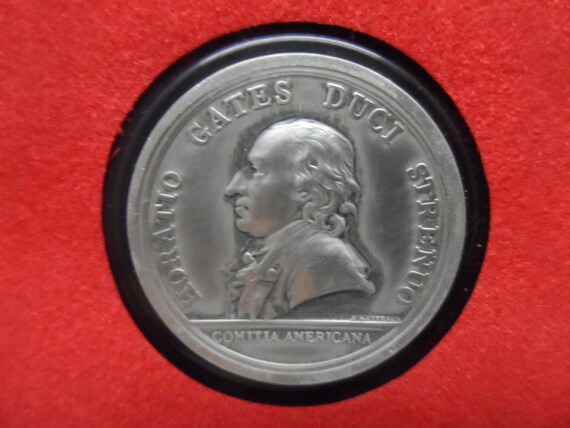 HORATIO GATES DUCI STRENUO
COMITIA AMERICANA